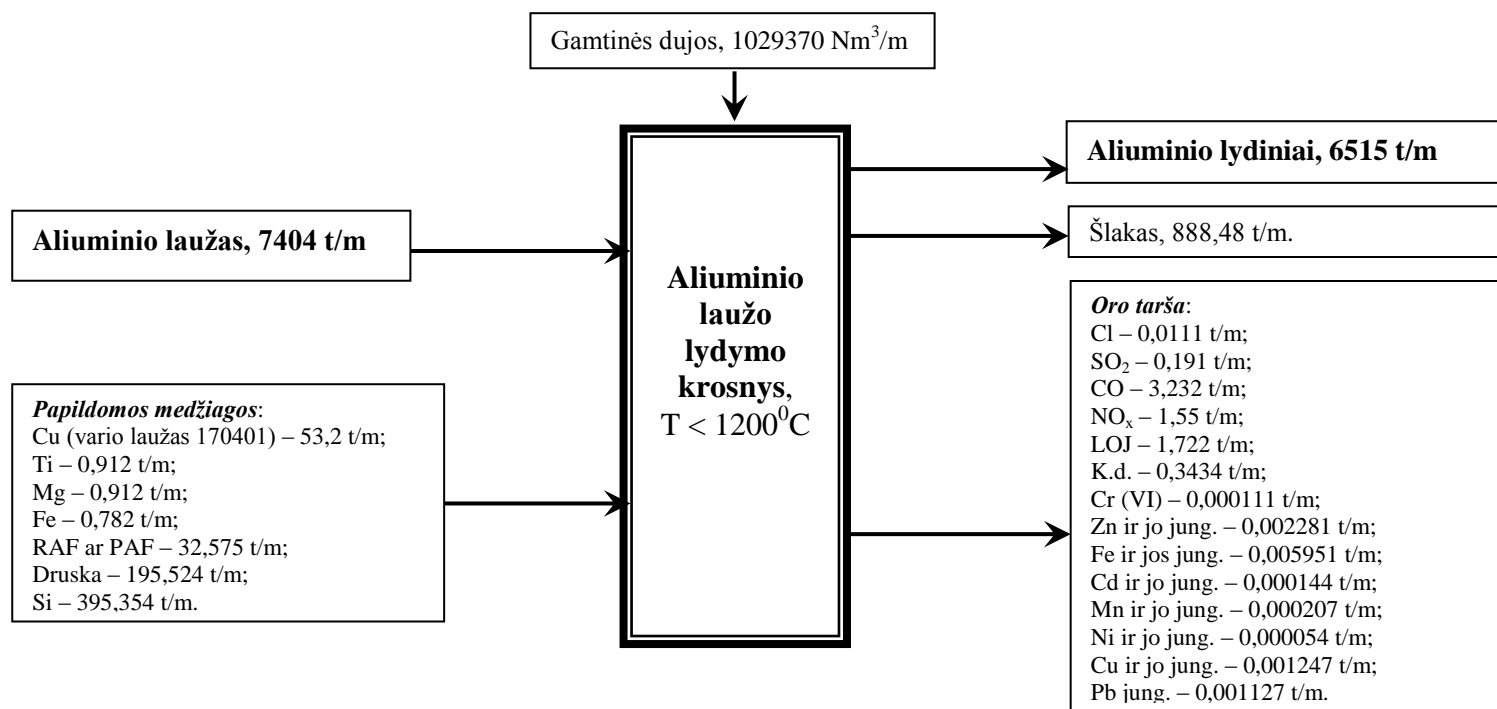 Gamtinės dujos, 1029370 Nm³/m
Aliuminio laužas, 7404 t/m
Papildomos medžiagos:
Cu (vario laužas 170401) – 53,2 t/m;
Ti – 0,912 t/m;
Mg – 0,912 t/m;
Fe – 0,782 t/m;
RAF ar PAF – 32,575 t/m;
Druska – 195,524 t/m;
Si – 395,354 t/m.
Aliuminio
laužo
lydymo
krosnys,
T < 1200⁰C
Aliuminio lydiniai, 6515 t/m
Šlakas, 888,48 t/m.
Oro tarša:
Cl – 0,0111 t/m;
SO₂ – 0,191 t/m;
CO – 3,232 t/m;
NOₓ – 1,55 t/m;
LOJ – 1,722 t/m;
K.d. – 0,3434 t/m;
Cr (VI) – 0,000111 t/m;
Zn ir jo jung. – 0,002281 t/m;
Fe ir jos jung. – 0,005951 t/m;
Cd ir jo jung. – 0,000144 t/m;
Mn ir jo jung. – 0,000207 t/m;
Ni ir jo jung. – 0,000054 t/m;
Cu ir jo jung. – 0,001247 t/m;
Pb jung. – 0,001127 t/m.